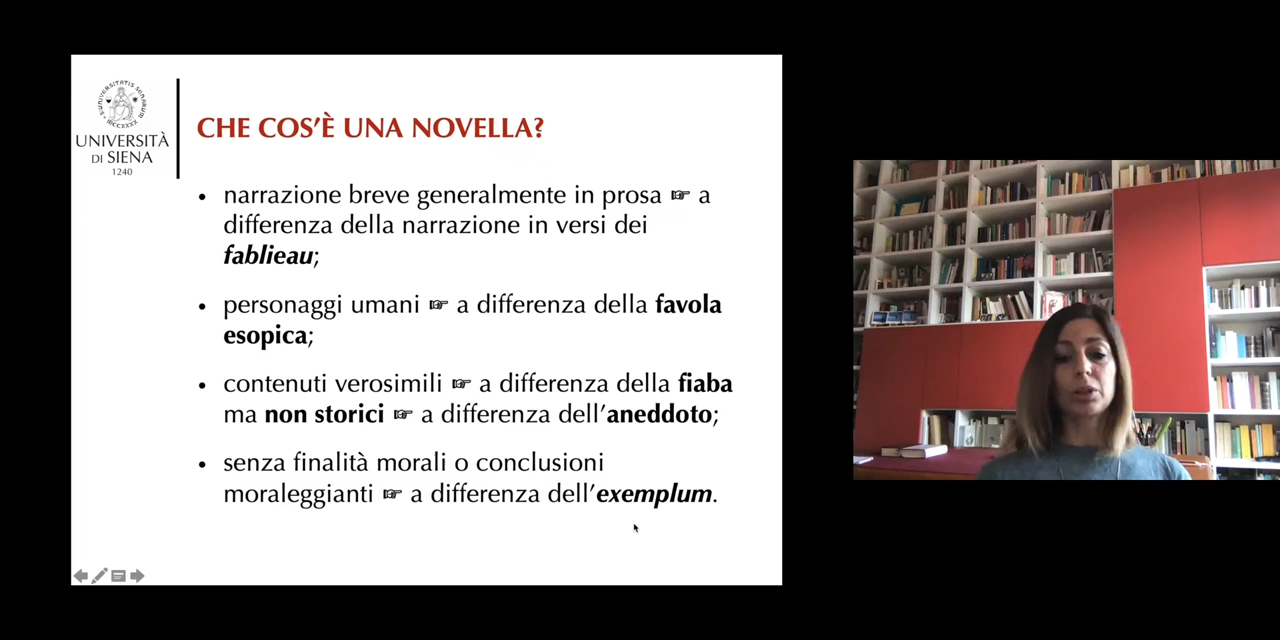 UNIVERSITÀ
DI SIENA
1240
CHE COS'È UNA NOVELLA?
• narrazione breve generalmente in prosa ☞ a
differenza della narrazione in versi dei
fablieau;
• personaggi umani ☞ a differenza della favola
esopica;
• contenuti verosimili ☞ a differenza della fiaba
ma non storici ☞ a differenza dell'aneddoto;
• senza finalità morali o conclusioni
moraleggianti ☞ a differenza dell'exemplum.